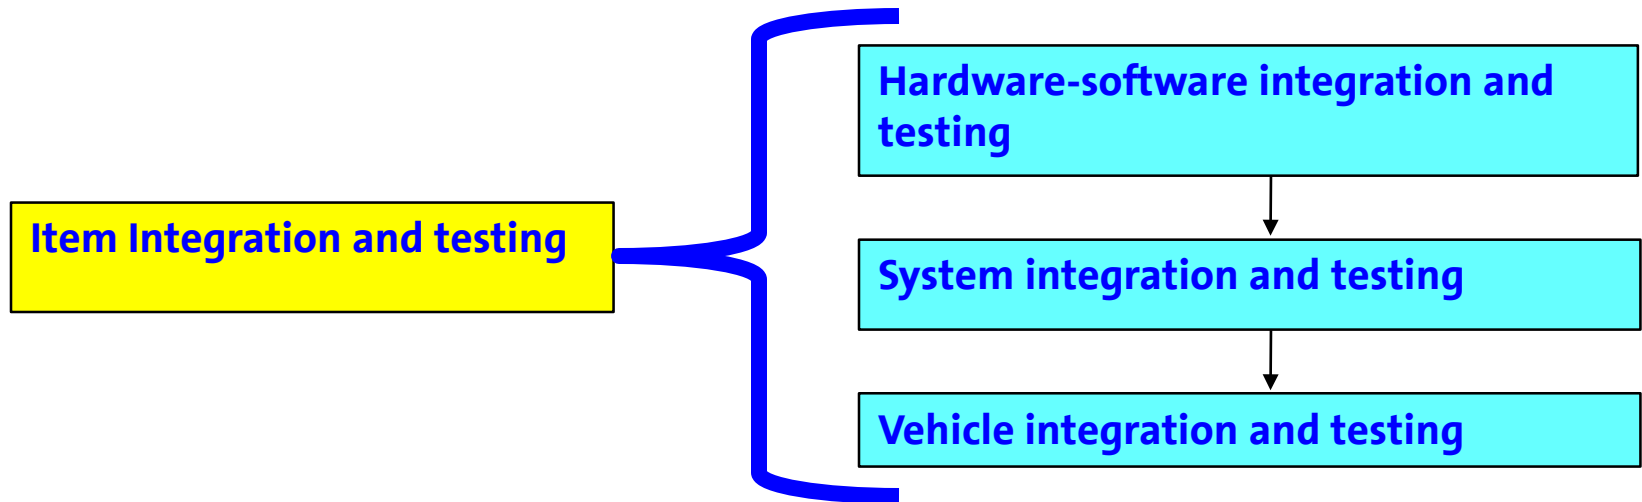 Item Integration and testing
Hardware-software integration and
testing
System integration and testing
Vehicle integration and testing